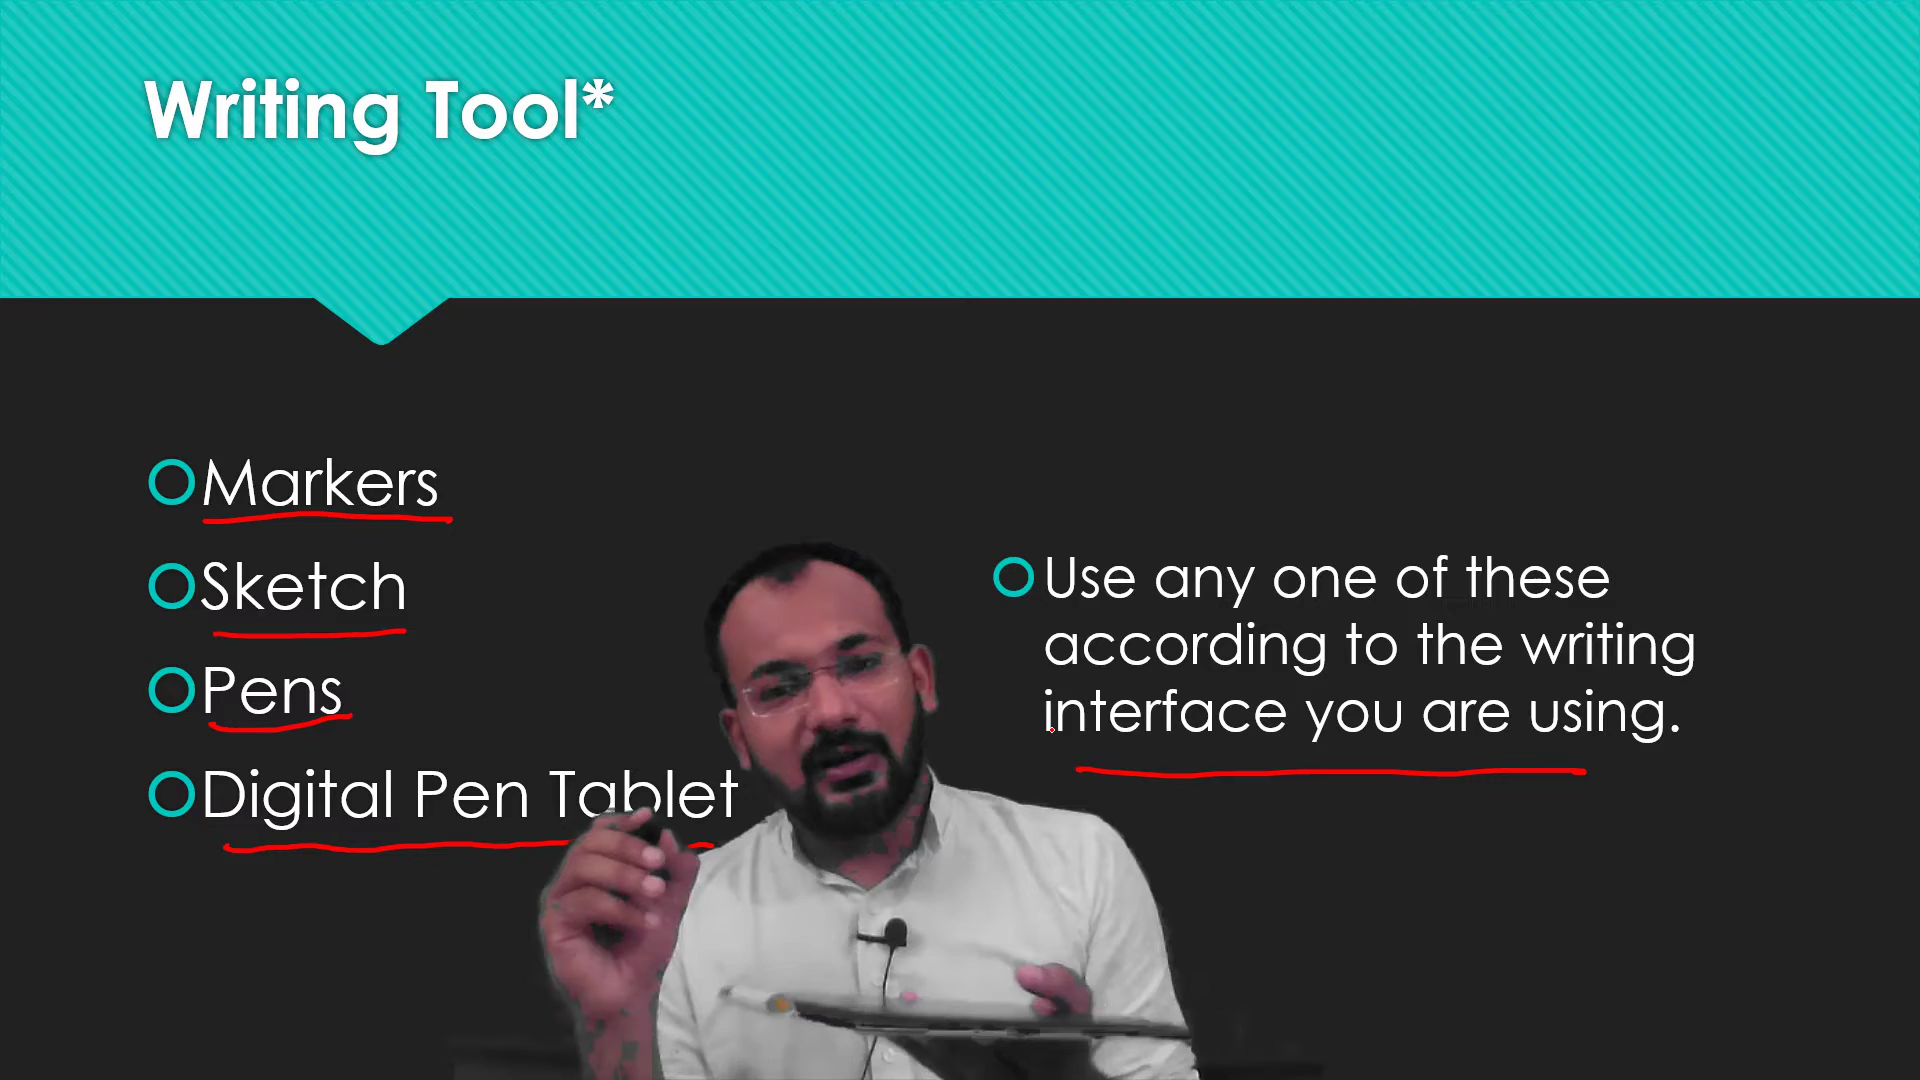 Writing Tool*
Markers
Sketch
Pens
Digital Pen Tablet
Use any one of these
according to the writing
interface you are using.